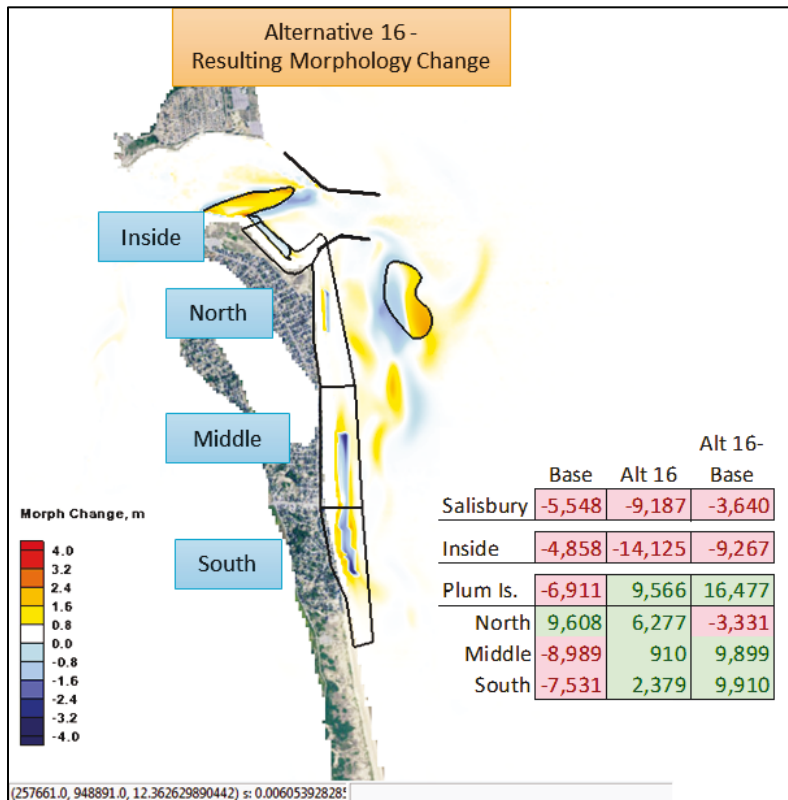 Alternative 16 -
Resulting Morphology Change
Inside
North
Middle
South
Morph Change, m
4.0
3.2
2.4
1.6
0.8
0.0
-0.8
-1.6
-2.4
-3.2
-4.0
Alt 16-
Base Alt 16 Base
Salisbury -5,548 -9,187 -3,640
Inside -4,858 -14,125 -9,267
Plum Is. -6,911 9,566 16,477
North 9,608 6,277 -3,331
Middle -8,989 910 9,899
South -7,531 2,379 9,910
(257661.0, 948891.0, 12.362629890442) s: 0.00605392828